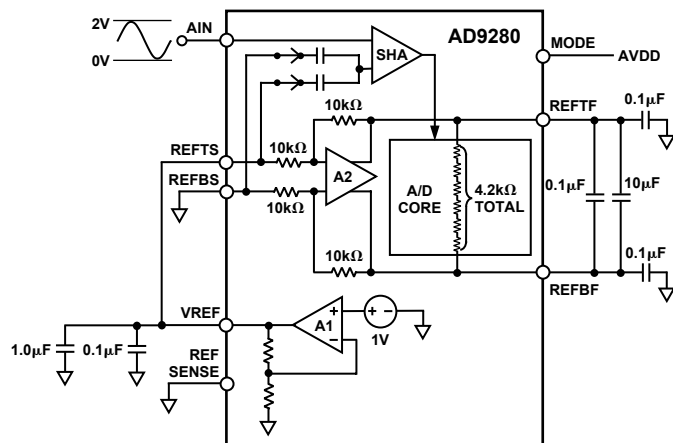 2V
0V
AIN
AD9280
SHA
MODE
AVDD
REFTF
0.1µF
10kΩ
REFTS
10kΩ
REFBS
10kΩ
A2
A/D
CORE
4.2kΩ
TOTAL
0.1µF
10µF
10kΩ
0.1µF
REFBF
VREF
A1
+
−
+ −
1V
1.0µF
0.1µF
REF
SENSE